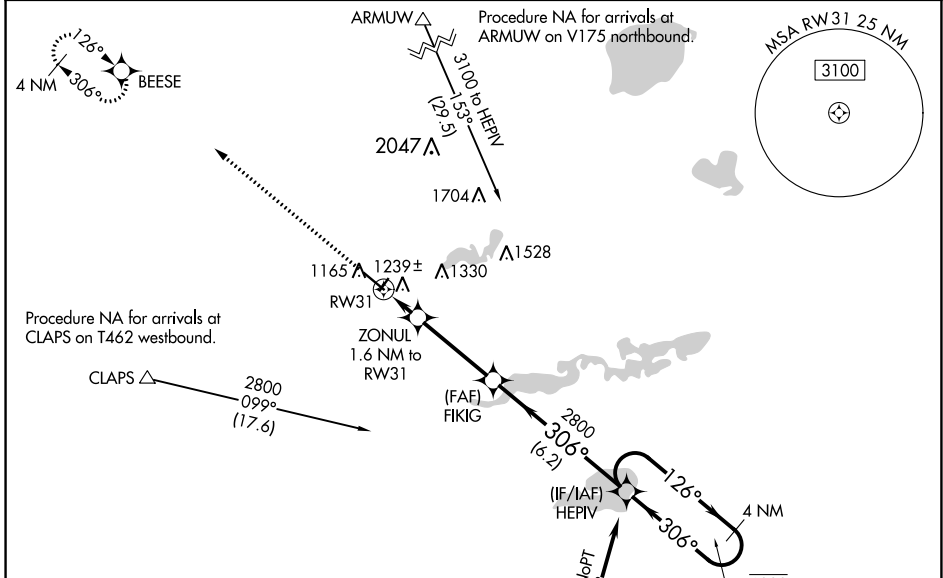 ARMUW
Procedure NA for arrivals at
ARMUW on V175 northbound.
MSA RW31 25 NM
3100
126°
306°
4 NM
BEESE
3100 to HEPIV
153°
(29.5)
2047
1704
1528
1330
1165
1239±
RW31
ZONUL
1.6 NM to
RW31
Procedure NA for arrivals at
CLAPS on T462 westbound.
CLAPS
2800
099°
(17.6)
(FAF)
FIKIG
2800
306°
(6.2)
(IF/IAF)
HEPIV
126°
306°
4 NM
NoPT